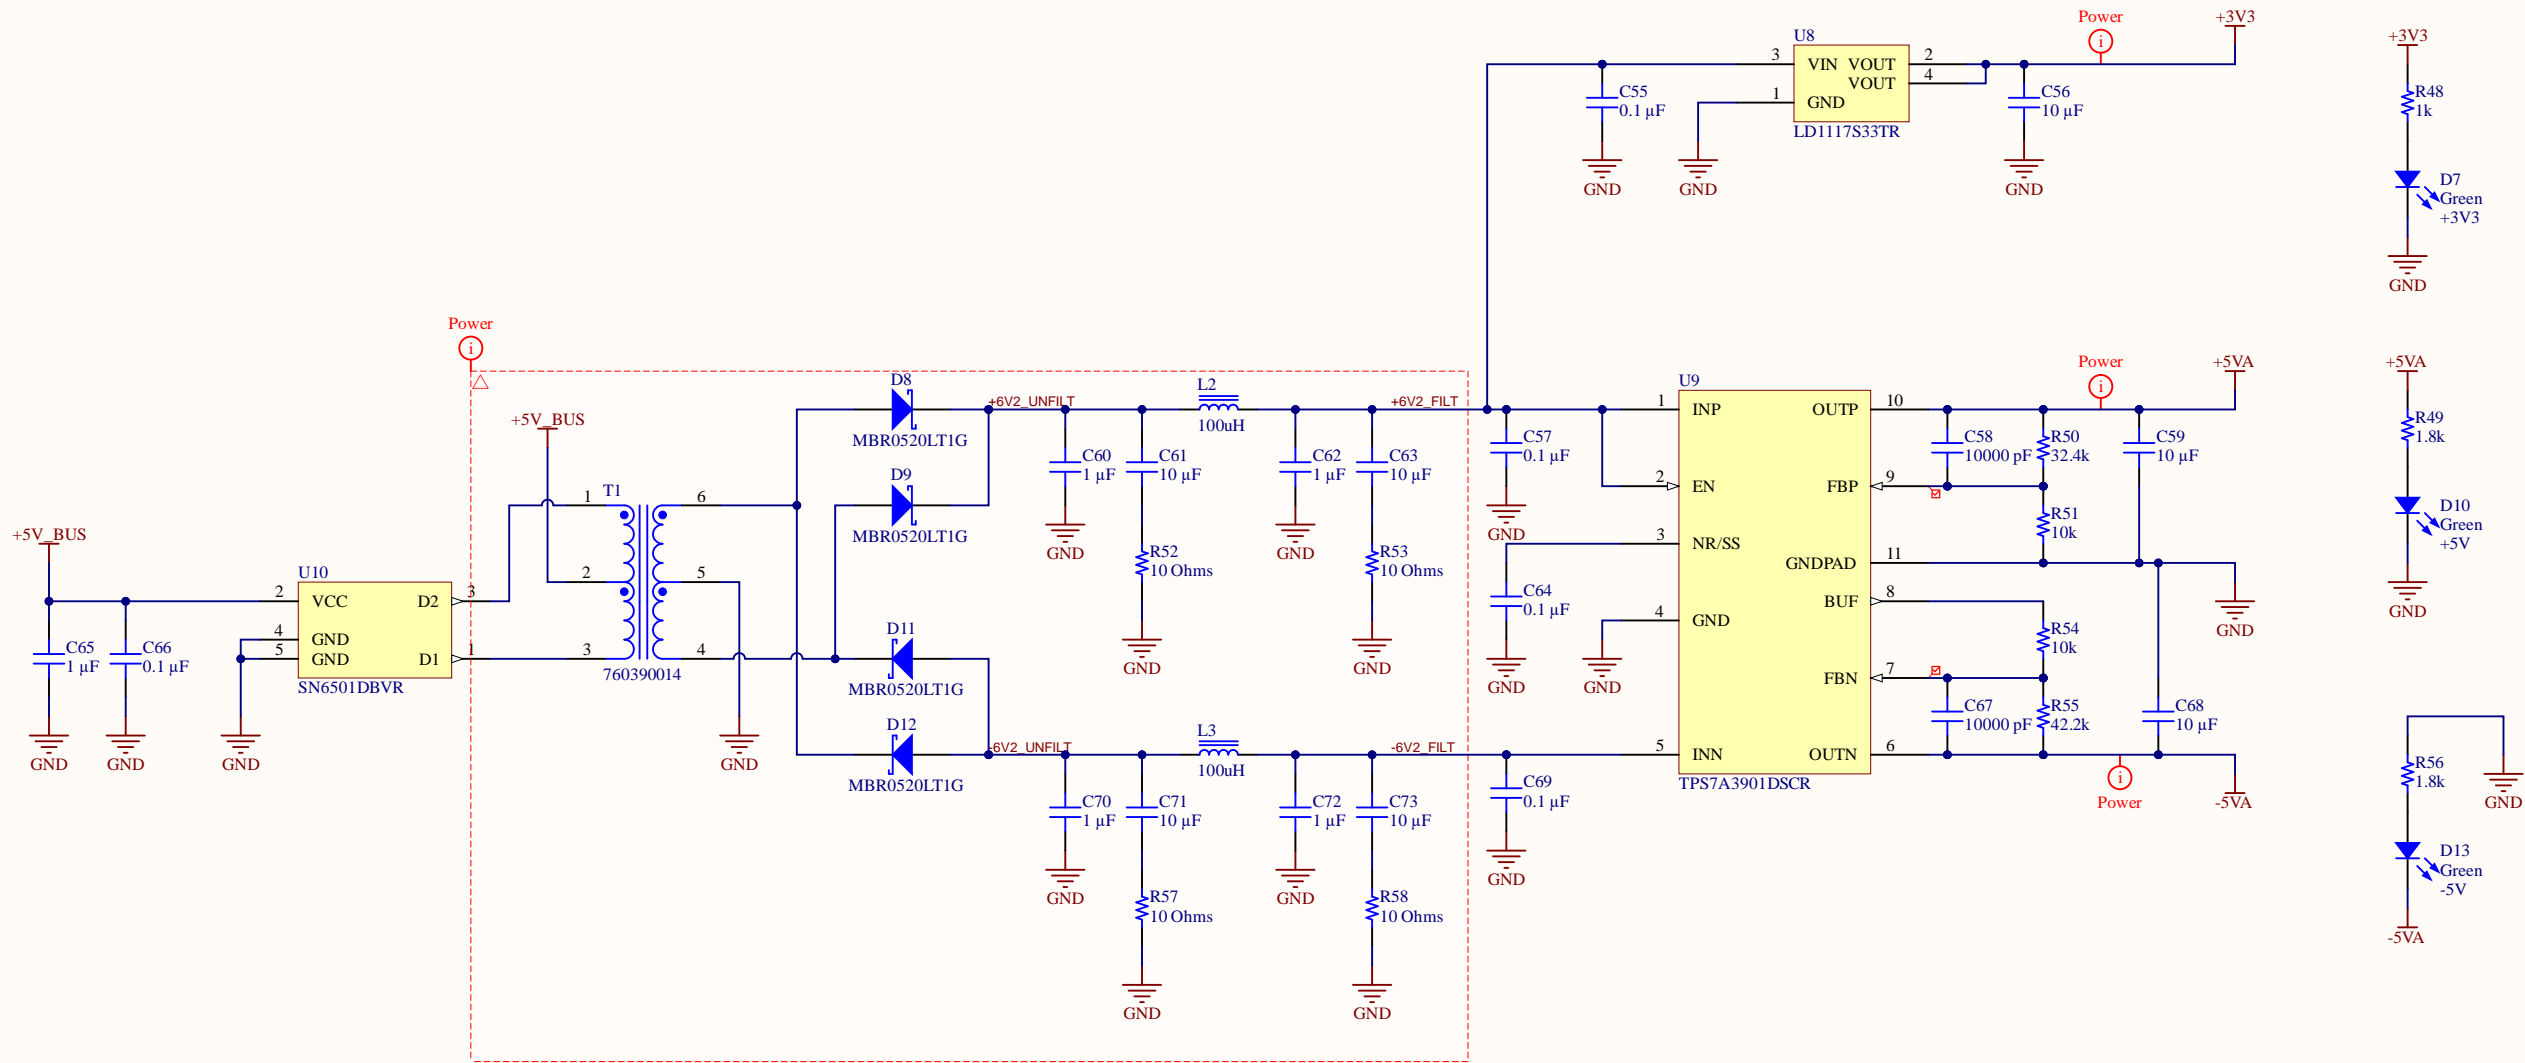 Power
+3V3
U8
3
VIN
VOUT
2
VOUT
4
1
GND
LD1117S33TR
C55
0.1 µF
GND
GND
C56
10 µF
GND
+3V3
R48
1k
D7
Green
+3V3
GND
Power
+5V_BUS
D8
MBR0520LT1G
D9
MBR0520LT1G
+6V2_UNFILT
L2
100uH
+6V2_FILT
C60
1 µF
GND
C61
10 µF
R52
10 Ohms
GND
C62
1 µF
GND
C63
10 µF
R53
10 Ohms
GND
+5V_BUS
C65
1 µF
GND
C66
0.1 µF
GND
U10
2
VCC
D2
3
4
GND
5
GND
D1
1
SN6501DBVR
GND
1
T1
6
2
5
3
4
760390014
GND
D11
MBR0520LT1G
D12
MBR0520LT1G
-6V2_UNFILT
L3
100uH
-6V2_FILT
C70
1 µF
GND
C71
10 µF
R57
10 Ohms
GND
C72
1 µF
GND
C73
10 µF
R58
10 Ohms
GND
C57
0.1 µF
GND
C64
0.1 µF
GND
GND
C69
0.1 µF
GND
U9
1
INP
OUTP
10
2
EN
FBP
9
3
NR/SS
GNDPAD
11
BUF
8
4
GND
FBN
7
5
INN
OUTN
6
TPS7A3901DSCR
Power
+5VA
C58
10000 pF
R50
32.4k
C59
10 µF
R51
10k
GND
R54
10k
C67
10000 pF
R55
42.2k
C68
10 µF
Power
-5VA
+5VA
R49
1.8k
D10
Green
+5V
GND
R56
1.8k
GND
D13
Green
-5V
-5VA